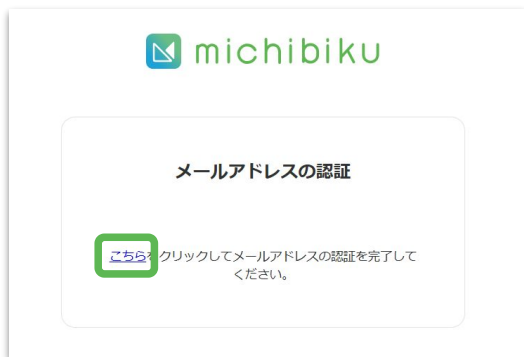 michibiku
メールアドレスの認証
こちらをクリックしてメールアドレスの認証を完了して
ください。